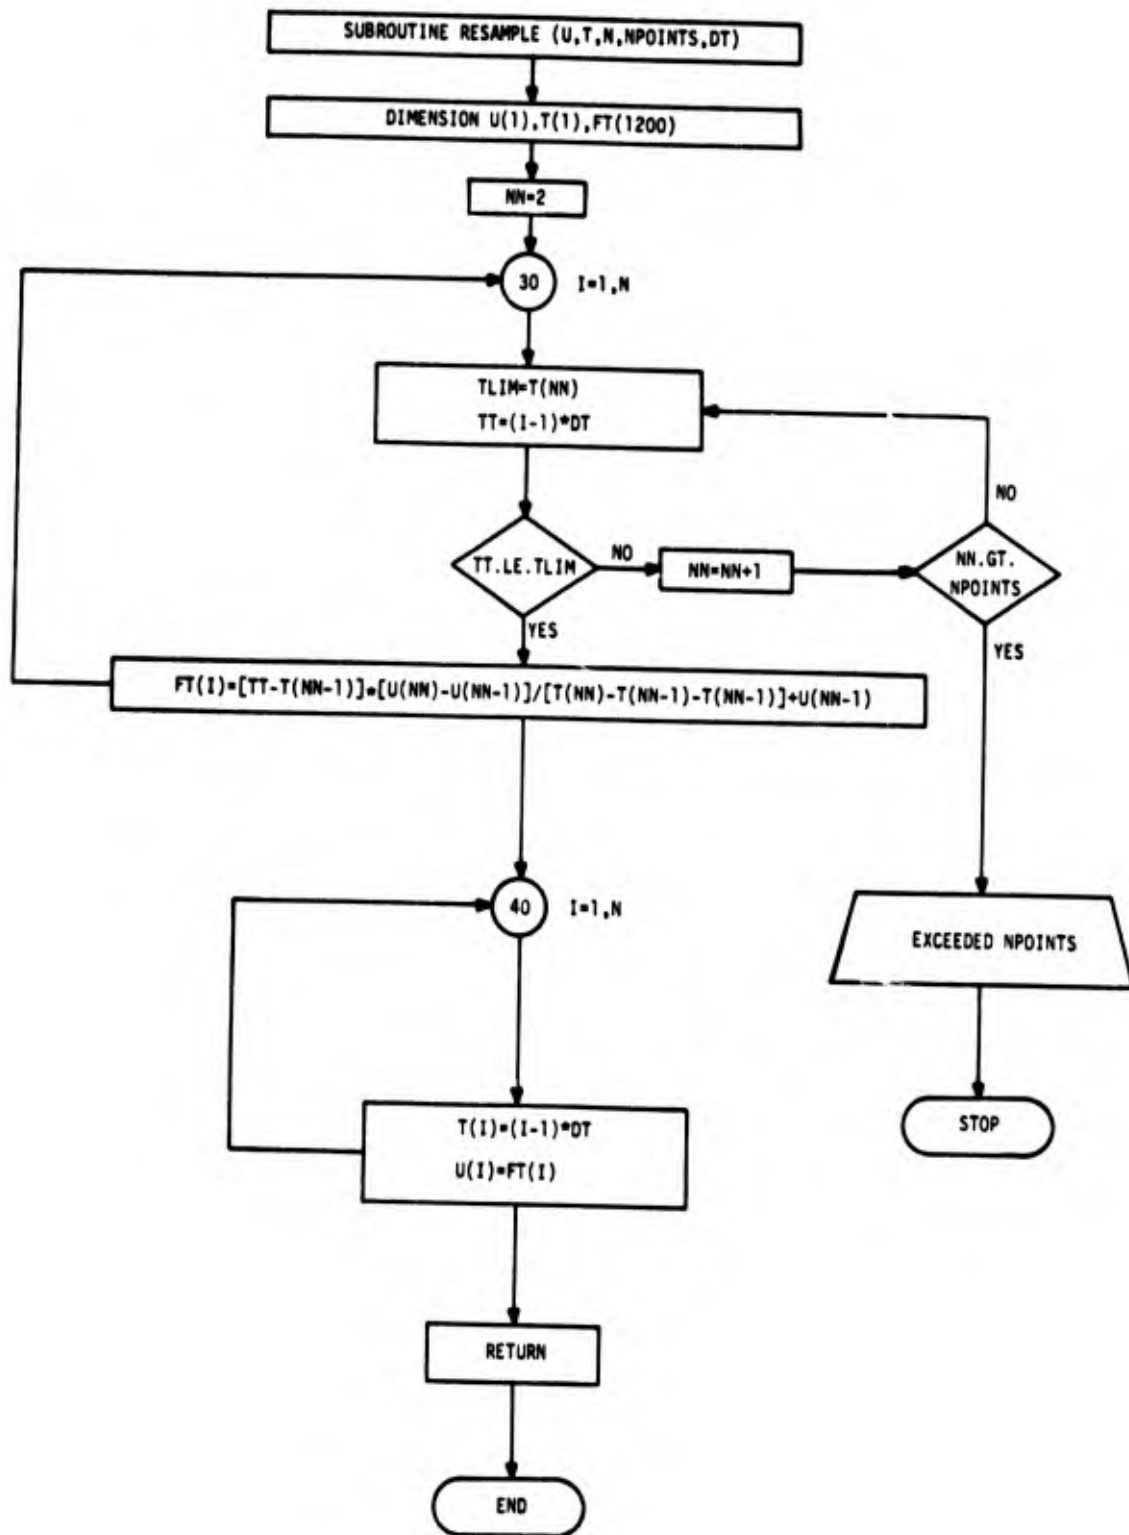 SUBROUTINE RESAMPLE (U,T,N,NPOINTS,DT)
DIMENSION U(1),T(1),FT(1200)
NN=2
30 I=1,N
TLIM=T(NN)
TT=(I-1)*DT
NO
TT.LE.TLIM
NO
NN=NN+1
NN.GT.
NPOINTS
YES
YES
FT(I)=[TT-T(NN-1)]*[U(NN)-U(NN-1)]/[T(NN)-T(NN-1)-T(NN-1)]+U(NN-1)
40 I=1,N
EXCEEDED NPOINTS
T(I)=(I-1)*DT
U(I)=FT(I)
STOP
RETURN
END